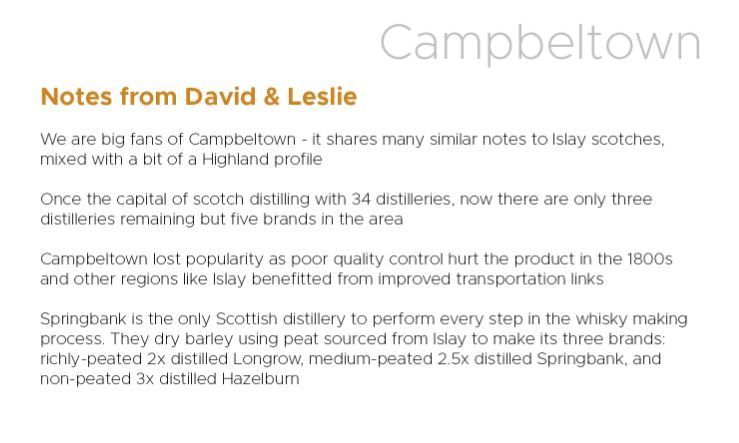 Campbeltown
Notes from David & Leslie
We are big fans of Campbeltown - it shares many similar notes to Islay scotches,
mixed with a bit of a Highland profile
Once the capital of scotch distilling with 34 distilleries, now there are only three
distilleries remaining but five brands in the area
Campbeltown lost popularity as poor quality control hurt the product in the 1800s
and other regions like Islay benefitted from improved transportation links
Springbank is the only Scottish distillery to perform every step in the whisky making
process. They dry barley using peat sourced from Islay to make its three brands:
richly-peated 2x distilled Longrow, medium-peated 2.5x distilled Springbank, and
non-peated 3x distilled Hazelburn